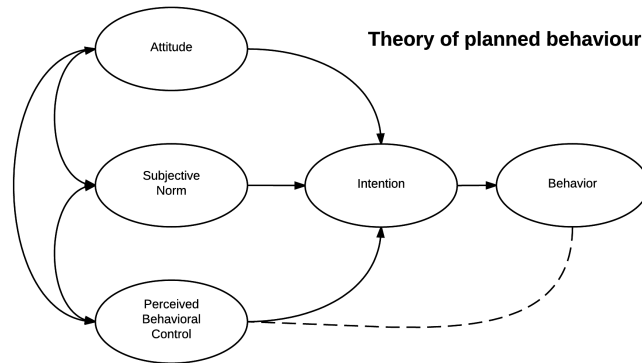 Theory of planned behaviour
Attitude
Subjective
Norm
Intention
Behavior
Perceived
Behavioral
Control